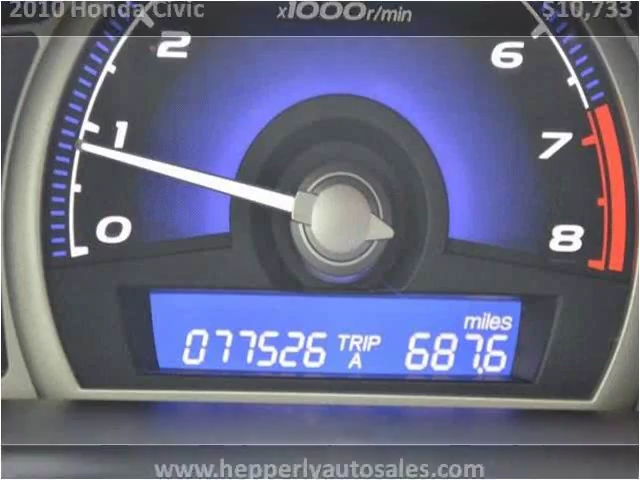 2010 Honda Civic
$10,733
x1000r/min
2
6
1
7
0
8
miles
077526 TRIP A 687.6
www.hepperlyautosales.com